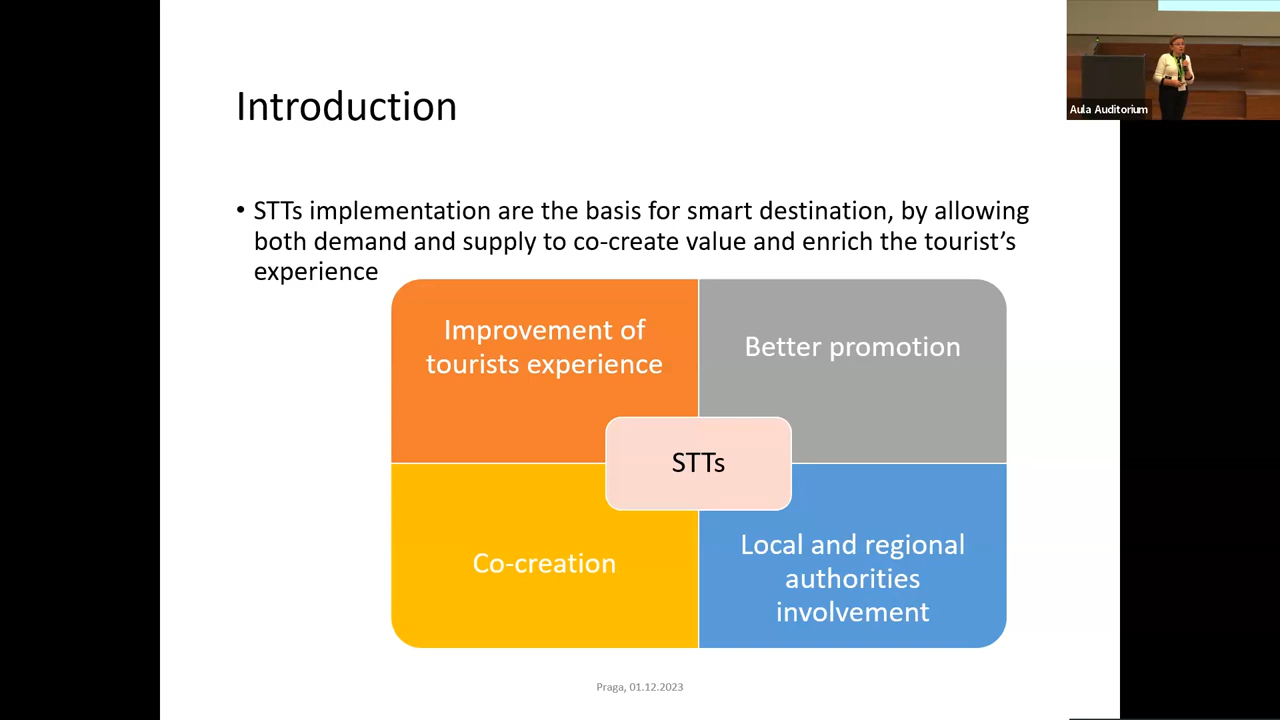 Introduction
• STTs implementation are the basis for smart destination, by allowing
both demand and supply to co-create value and enrich the tourist’s
experience
Improvement of
tourists experience
Better promotion
STTs
Co-creation
Local and regional
authorities
involvement
Praga, 01.12.2023
Aula Auditorium